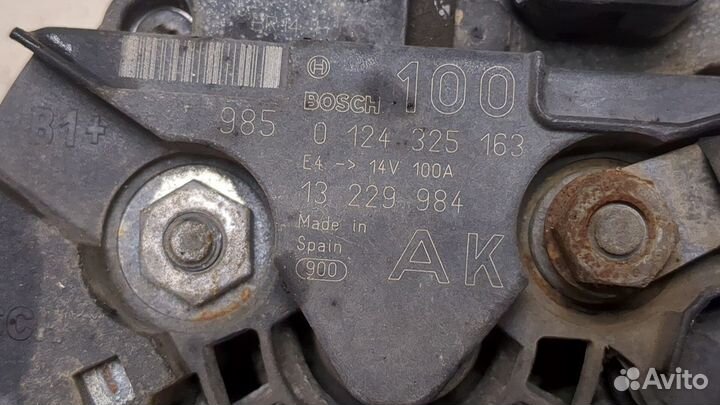 BOSCH 100
985 0 124 325 163
E4 -> 14V 100A
13 229 984
Made in
Spain
900
AK
B1+
C
Avito